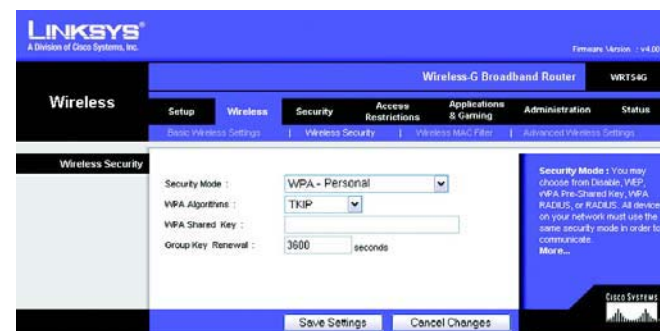 LINKSYS®
A Division of Cisco Systems, Inc.
Firmware Version : v4.00
Wireless-G Broadband Router WRT54G
Wireless
Setup Wireless Security Access Restrictions Applications & Gaming Administration Status
Basic Wireless Settings | Wireless Security | Wireless MAC Filter | Advanced Wireless Settings
Wireless Security
Security Mode : WPA - Personal
WPA Algorithms : TKIP
WPA Shared Key :
Group Key Renewal : 3600 seconds
Security Mode : You may
choose from Disable, WEP,
WPA Pre-Shared Key, WPA
RADIUS, or RADIUS. All device
on your network must use the
same security mode in order to
communicate.
More...
Save Settings Cancel Changes
CISCO SYSTEMS